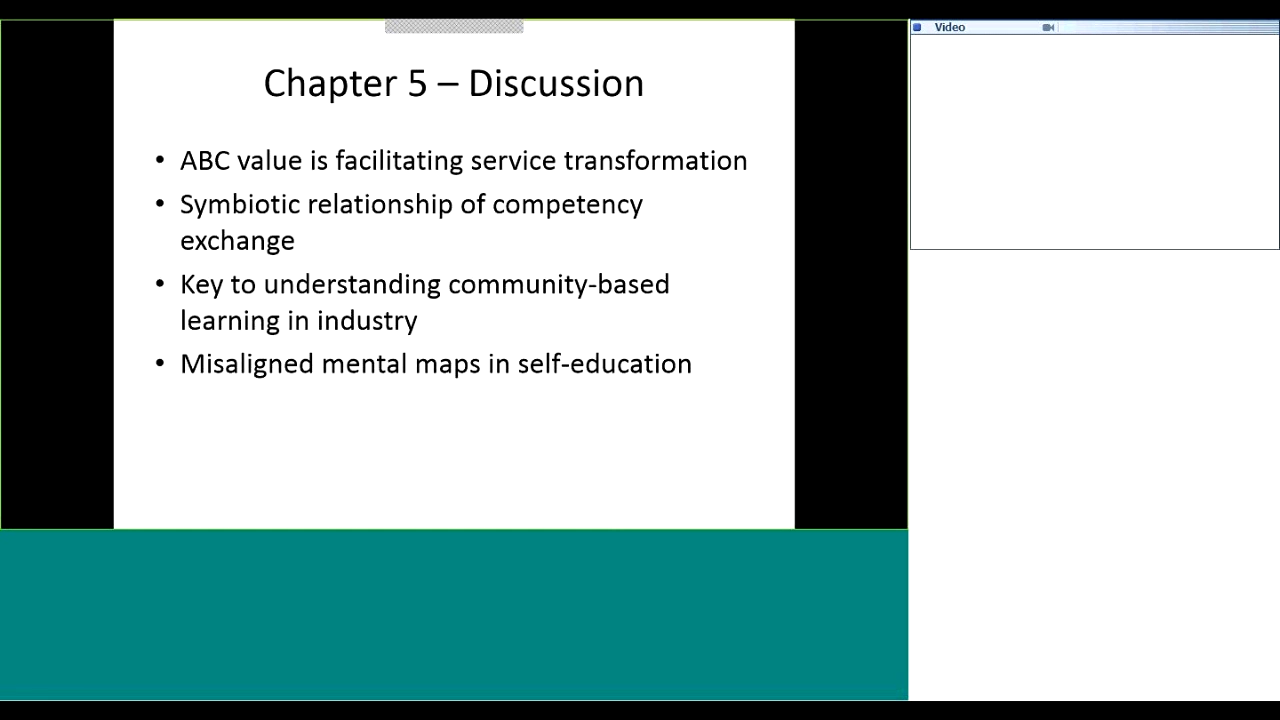 Video
Chapter 5 – Discussion
• ABC value is facilitating service transformation
• Symbiotic relationship of competency
exchange
• Key to understanding community-based
learning in industry
• Misaligned mental maps in self-education